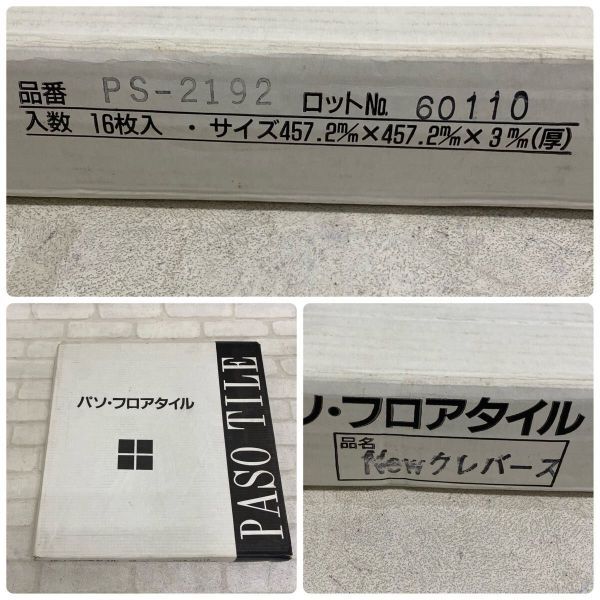 品番 PS-2192 ロットNo. 60110
入数 16枚入 ・ サイズ457.2m/m×457.2m/m×3m/m(厚)
パソ・フロアタイル
PASO TILE
ソ・フロアタイル
品名
Newクレバース